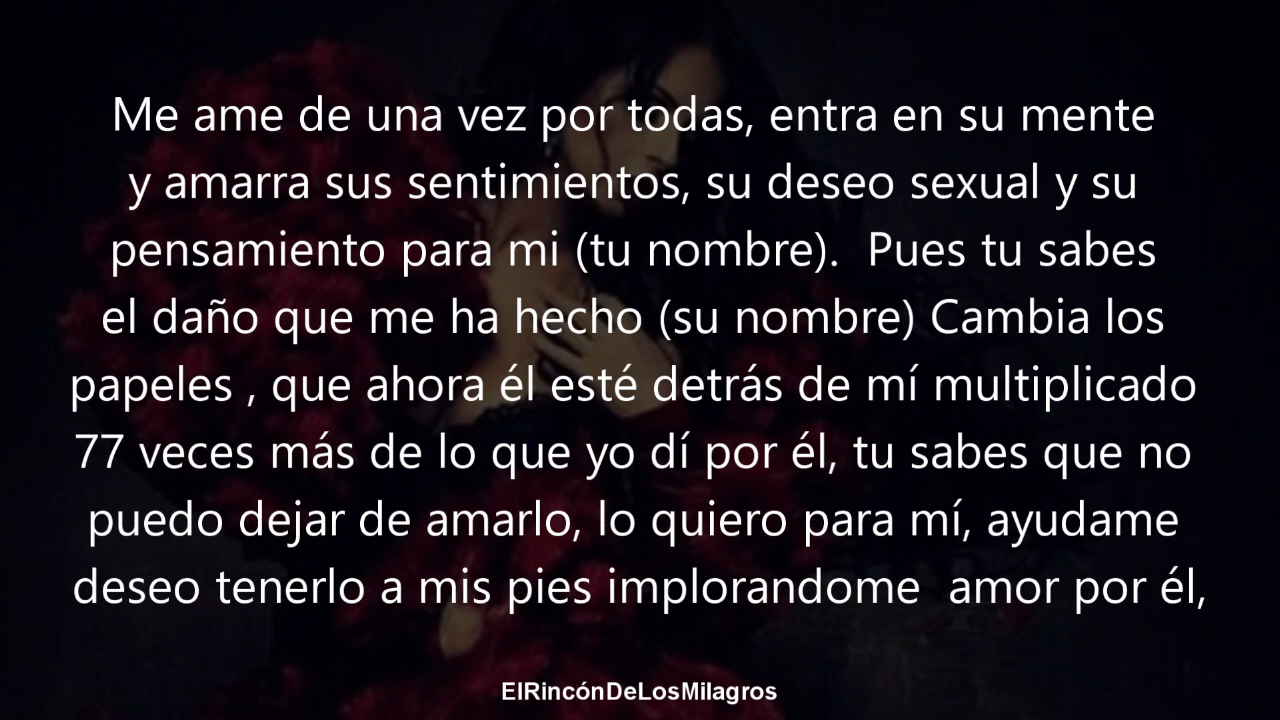 Me ame de una vez por todas, entra en su mente
y amarra sus sentimientos, su deseo sexual y su
pensamiento para mi (tu nombre).  Pues tu sabes
el daño que me ha hecho (su nombre) Cambia los
papeles , que ahora él esté detrás de mí multiplicado
77 veces más de lo que yo dí por él, tu sabes que no
puedo dejar de amarlo, lo quiero para mí, ayudame
deseo tenerlo a mis pies implorandome  amor por él,
ElRincónDeLosMilagros